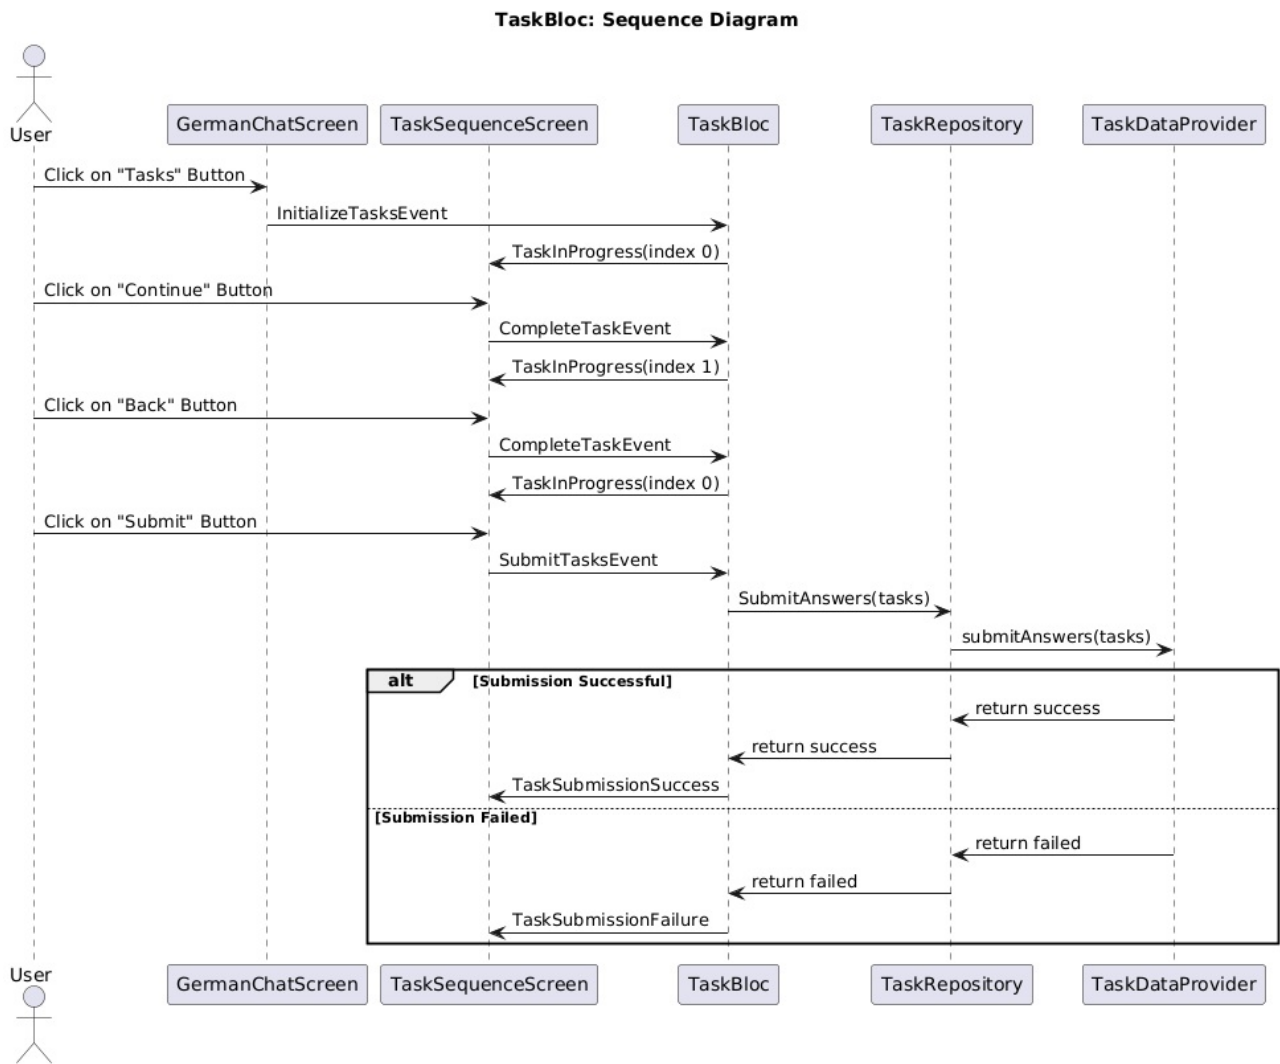 TaskBloc: Sequence Diagram
User
GermanChatScreen
TaskSequenceScreen
TaskBloc
TaskRepository
TaskDataProvider
Click on "Tasks" Button
InitializeTasksEvent
TaskInProgress(index 0)
Click on "Continue" Button
CompleteTaskEvent
TaskInProgress(index 1)
Click on "Back" Button
CompleteTaskEvent
TaskInProgress(index 0)
Click on "Submit" Button
SubmitTasksEvent
SubmitAnswers(tasks)
submitAnswers(tasks)
alt
[Submission Successful]
return success
return success
TaskSubmissionSuccess
[Submission Failed]
return failed
return failed
TaskSubmissionFailure
User
GermanChatScreen
TaskSequenceScreen
TaskBloc
TaskRepository
TaskDataProvider